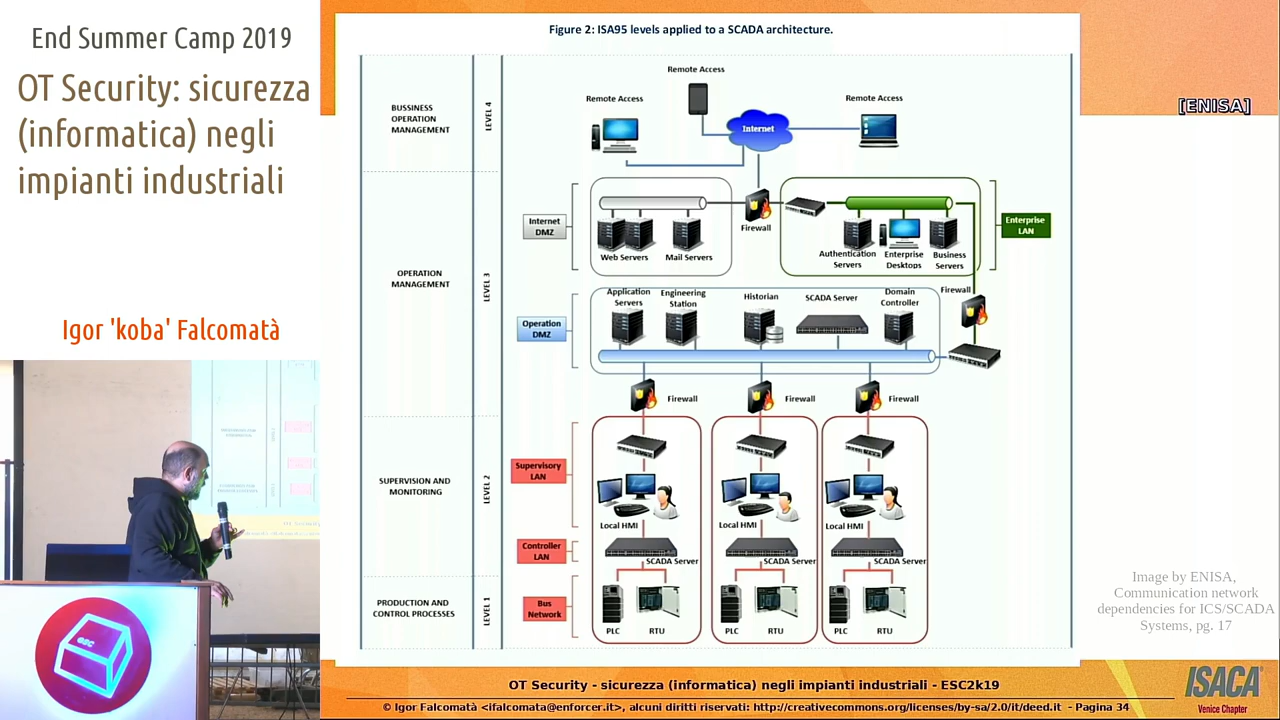 End Summer Camp 2019
OT Security: sicurezza
(informatica) negli
impianti industriali
Igor 'koba' Falcomatà
esc
Figure 2: ISA95 levels applied to a SCADA architecture.
[ENISA]
BUSSINESS
OPERATION
MANAGEMENT
LEVEL 4
Remote Access
Remote Access
Remote Access
Internet
OPERATION
MANAGEMENT
LEVEL 3
Internet
DMZ
Web Servers
Mail Servers
Firewall
Authentication
Servers
Enterprise
Desktops
Business
Servers
Enterprise
LAN
Operation
DMZ
Application
Servers
Engineering
Station
Historian
SCADA Server
Domain
Controller
Firewall
Firewall
Firewall
Firewall
SUPERVISION AND
MONITORING
LEVEL 2
Supervisory
LAN
Local HMI
Local HMI
Local HMI
Controller
LAN
SCADA Server
SCADA Server
SCADA Server
PRODUCTION AND
CONTROL PROCESSES
LEVEL 1
Bus
Network
PLC
RTU
PLC
RTU
PLC
RTU
Image by ENISA,
Communication network
dependencies for ICS/SCADA
Systems, pg. 17
OT Security - sicurezza (informatica) negli impianti industriali - ESC2k19
© Igor Falcomatà <ifalcomata@enforcer.it>, alcuni diritti riservati: http://creativecommons.org/licenses/by-sa/2.0/it/deed.it - Pagina 34
ISACA®
Venice Chapter